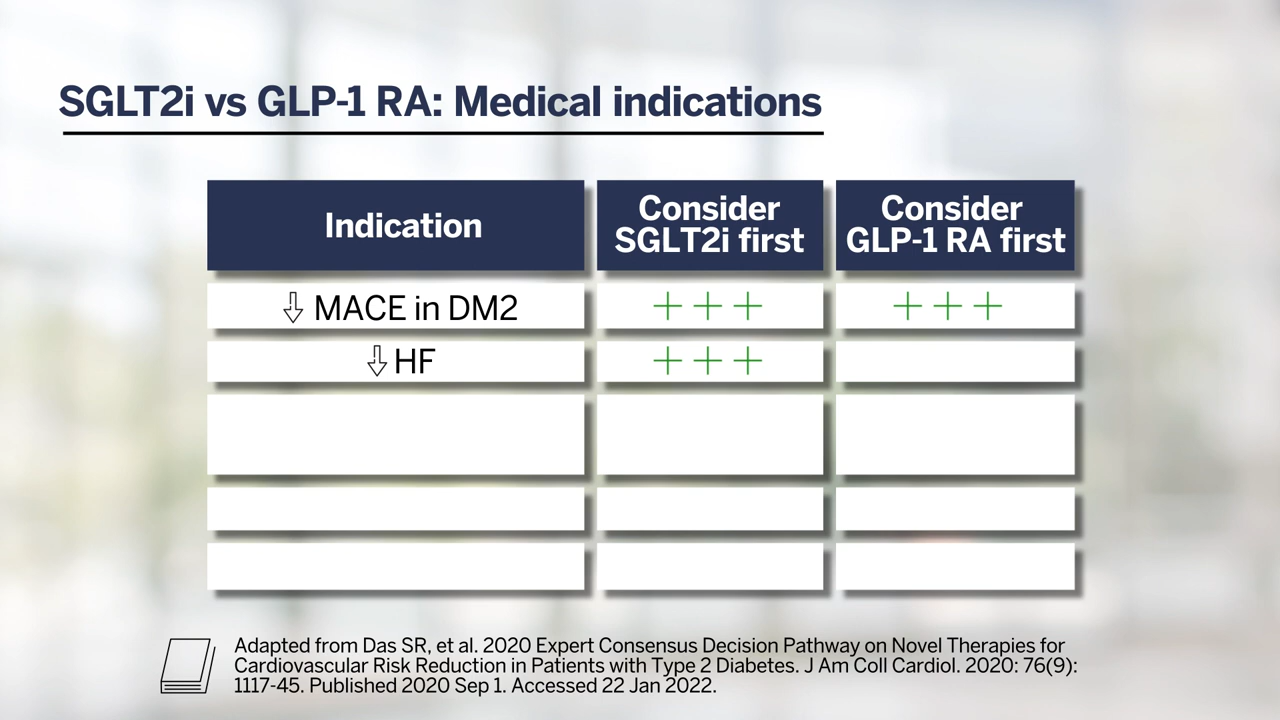 SGLT2i vs GLP-1 RA: Medical indications
Indication
Consider
SGLT2i first
Consider
GLP-1 RA first
⇩ MACE in DM2
+ + +
+ + +
⇩ HF
+ + +
Adapted from Das SR, et al. 2020 Expert Consensus Decision Pathway on Novel Therapies for
Cardiovascular Risk Reduction in Patients with Type 2 Diabetes. J Am Coll Cardiol. 2020: 76(9):
1117-45. Published 2020 Sep 1. Accessed 22 Jan 2022.